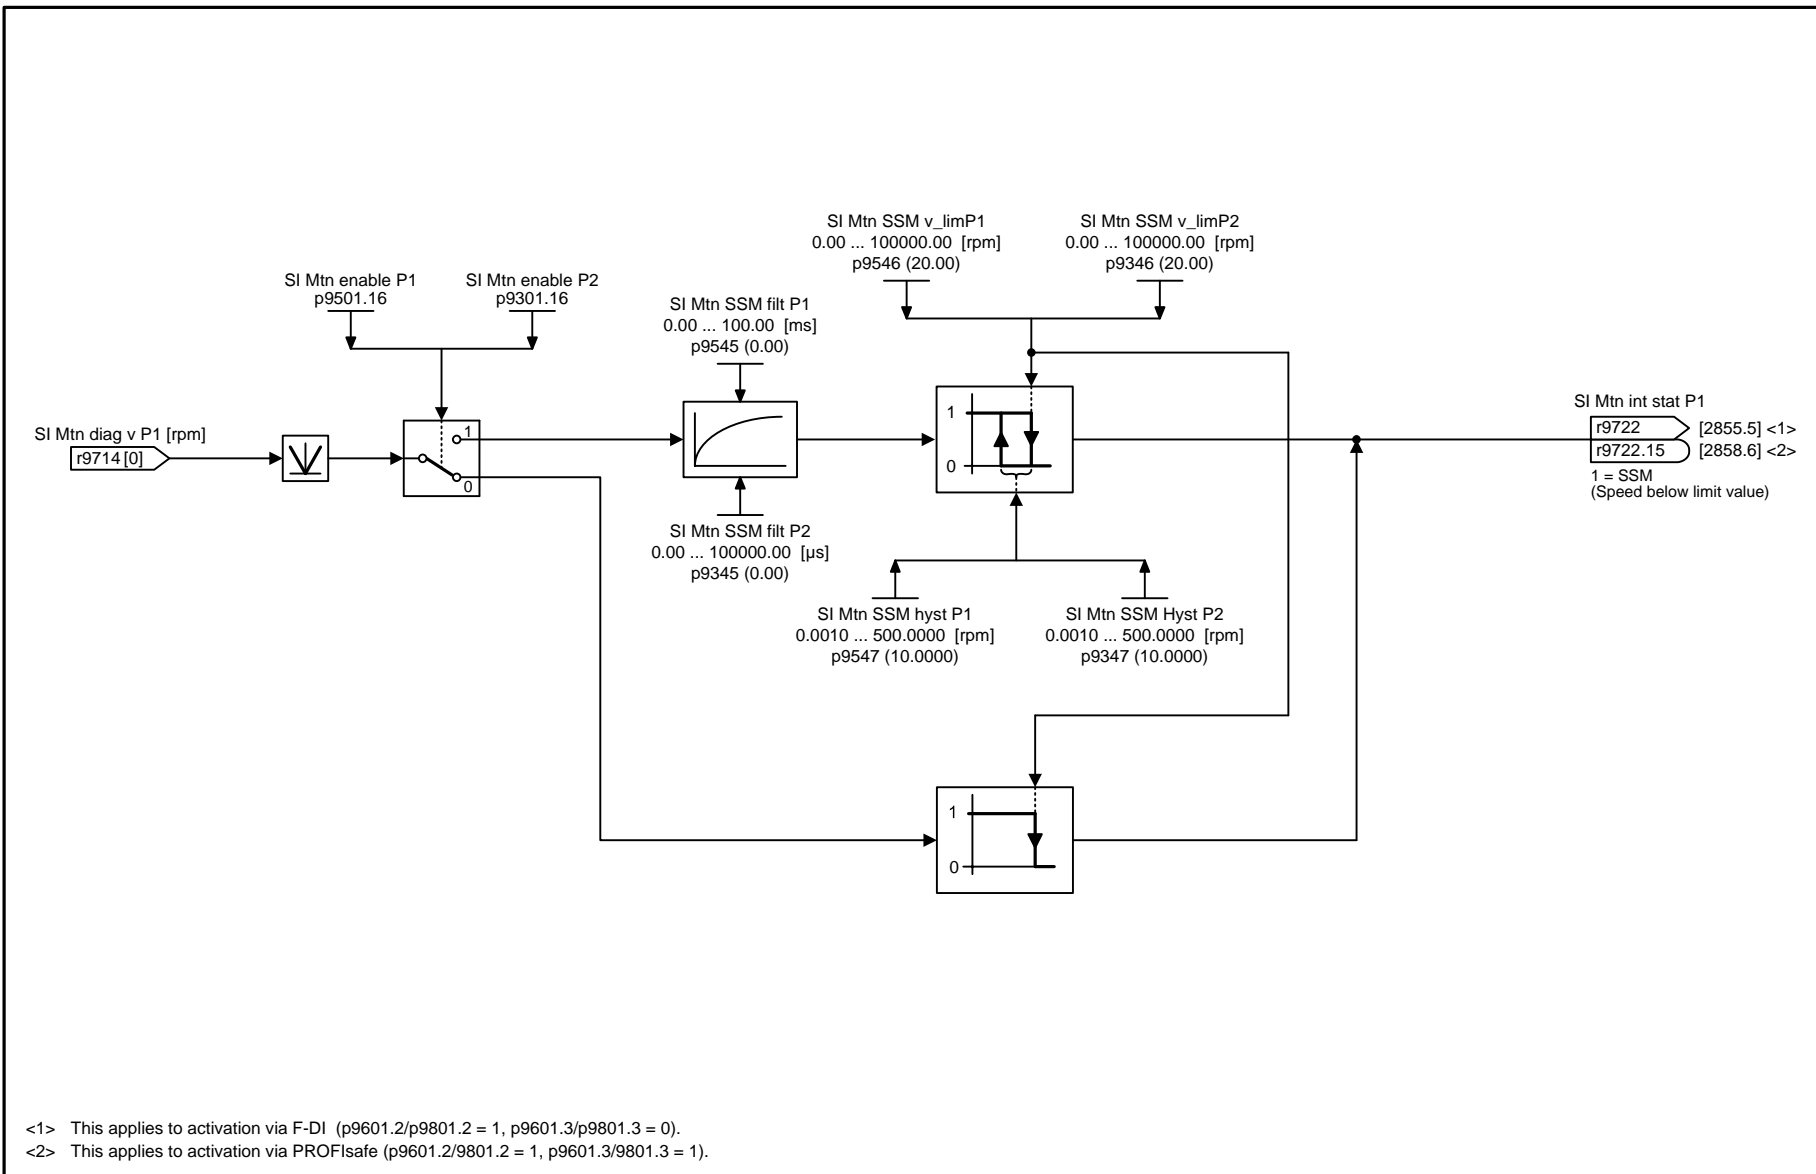 SI Mtn SSM v_limP1
0.00 ... 100000.00 [rpm]
p9546 (20.00)
SI Mtn SSM v_limP2
0.00 ... 100000.00 [rpm]
p9346 (20.00)
SI Mtn enable P1
p9501.16
SI Mtn enable P2
p9301.16
SI Mtn SSM filt P1
0.00 ... 100.00 [ms]
p9545 (0.00)
SI Mtn diag v P1 [rpm]
r9714 [0]
1
0
1
0
SI Mtn int stat P1
r9722
[2855.5] <1>
r9722.15
[2858.6] <2>
1 = SSM
(Speed below limit value)
SI Mtn SSM filt P2
0.00 ... 100000.00 [µs]
p9345 (0.00)
SI Mtn SSM hyst P1
0.0010 ... 500.0000 [rpm]
p9547 (10.0000)
SI Mtn SSM Hyst P2
0.0010 ... 500.0000 [rpm]
p9347 (10.0000)
1
0
<1> This applies to activation via F-DI (p9601.2/p9801.2 = 1, p9601.3/p9801.3 = 0).
<2> This applies to activation via PROFIsafe (p9601.2/9801.2 = 1, p9601.3/9801.3 = 1).